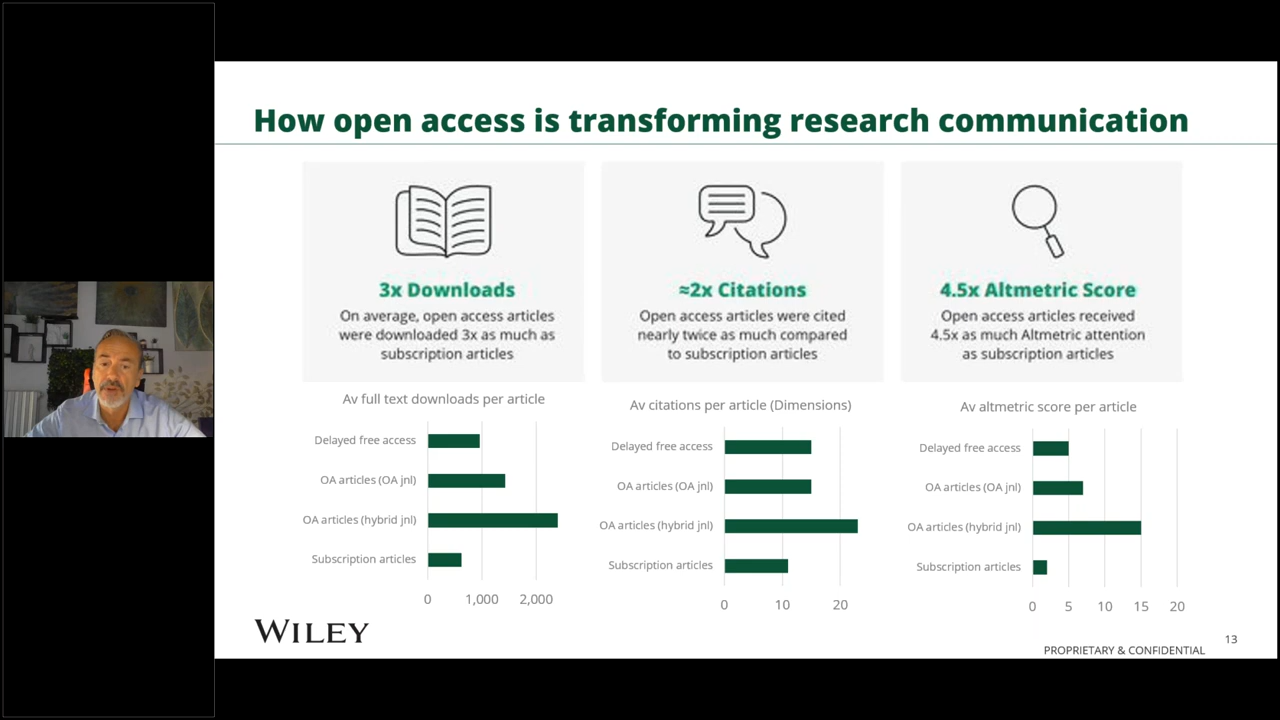 How open access is transforming research communication
3x Downloads
On average, open access articles
were downloaded 3x as much as
subscription articles
≈2x Citations
Open access articles were cited
nearly twice as much compared
to subscription articles
4.5x Altmetric Score
Open access articles received
4.5x as much Altmetric attention
as subscription articles
Av full text downloads per article
Delayed free access
OA articles (OA jnl)
OA articles (hybrid jnl)
Subscription articles
0 1,000 2,000
Av citations per article (Dimensions)
Delayed free access
OA articles (OA jnl)
OA articles (hybrid jnl)
Subscription articles
0 10 20
Av altmetric score per article
Delayed free access
OA articles (OA jnl)
OA articles (hybrid jnl)
Subscription articles
0 5 10 15 20
WILEY
13
PROPRIETARY & CONFIDENTIAL